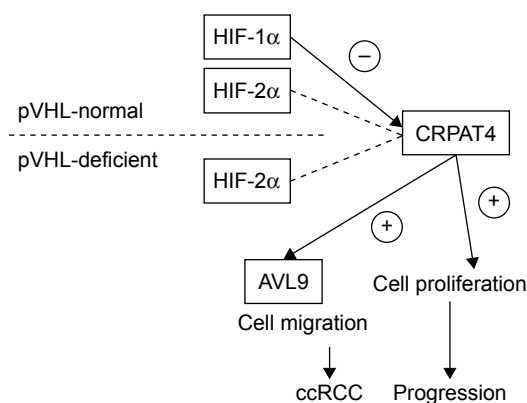 HIF-1α
−
HIF-2α
pVHL-normal
CRPAT4
pVHL-deficient
HIF-2α
+
+
AVL9
Cell proliferation
Cell migration
ccRCC
Progression